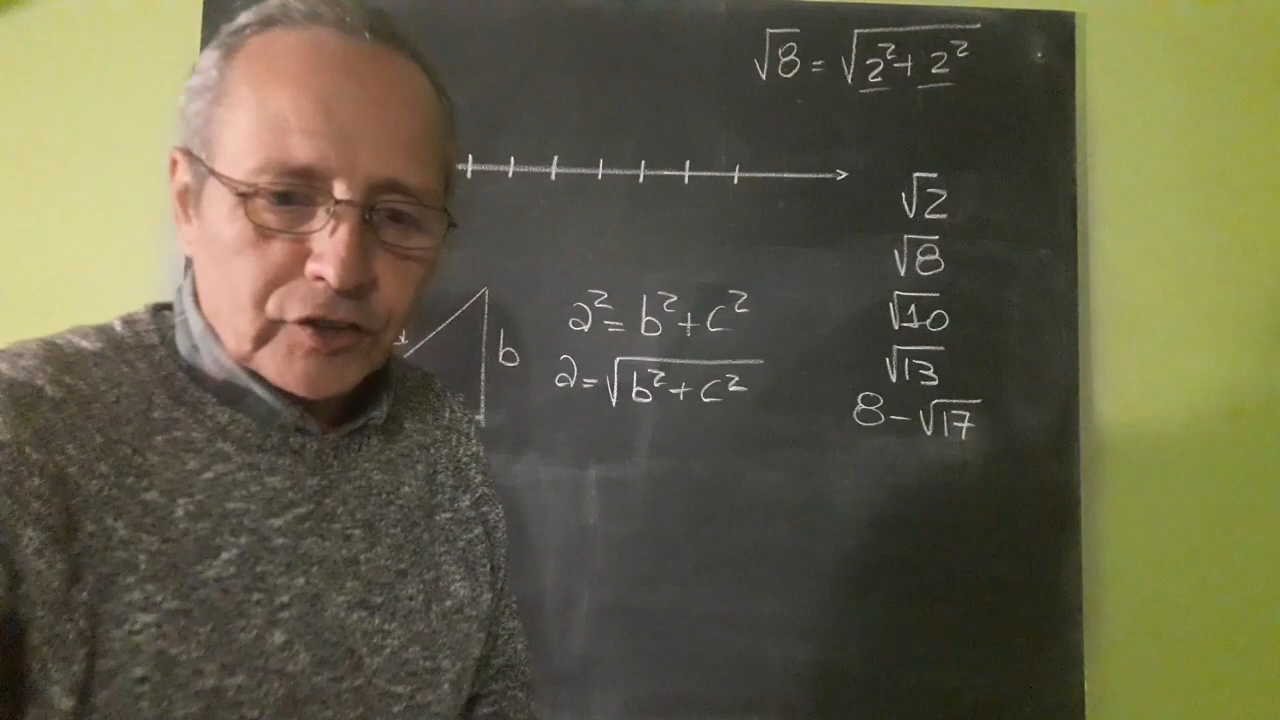 √8 = √2²+2²
√2
√8
√10
√13
8-√17
a²=b²+c²
a=√b²+c²
b